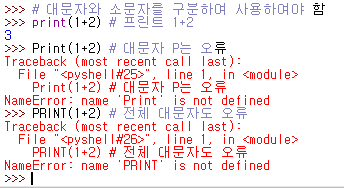 >>> # 대문자와 소문자를 구분하여 사용하여야 함
>>> print(1+2) # 프린트 1+2
3
>>> Print(1+2) # 대문자 P는 오류
Traceback (most recent call last):
  File "<pyshell#25>", line 1, in <module>
    Print(1+2) # 대문자 P는 오류
NameError: name 'Print' is not defined
>>> PRINT(1+2) # 전체 대문자도 오류
Traceback (most recent call last):
  File "<pyshell#26>", line 1, in <module>
    PRINT(1+2) # 전체 대문자도 오류
NameError: name 'PRINT' is not defined
>>>